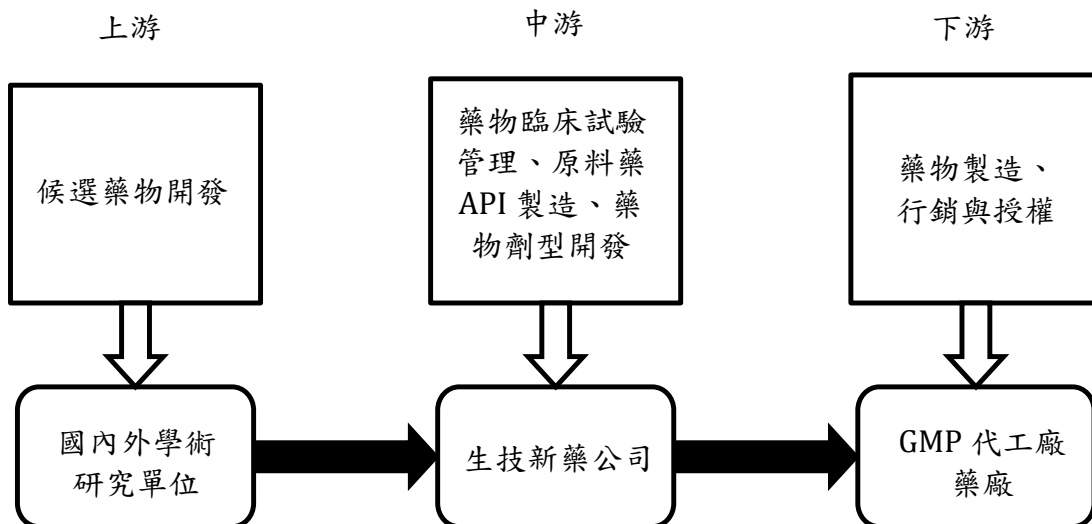 上游
中游
下游
候選藥物開發
藥物臨床試驗
管理、原料藥
API 製造、藥
物劑型開發
藥物製造、
行銷與授權
國內外學術
研究單位
生技新藥公司
GMP 代工廠
藥廠